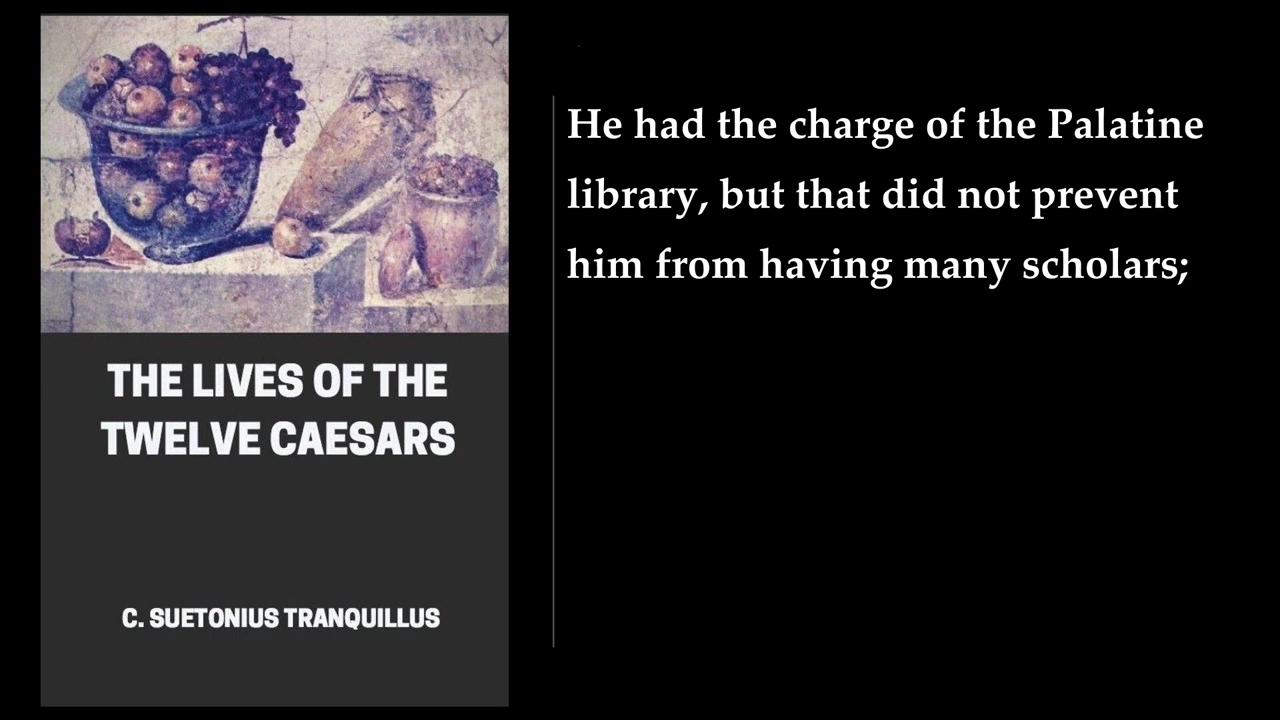 THE LIVES OF THE
TWELVE CAESARS
C. SUETONIUS TRANQUILLUS
He had the charge of the Palatine
library, but that did not prevent
him from having many scholars;